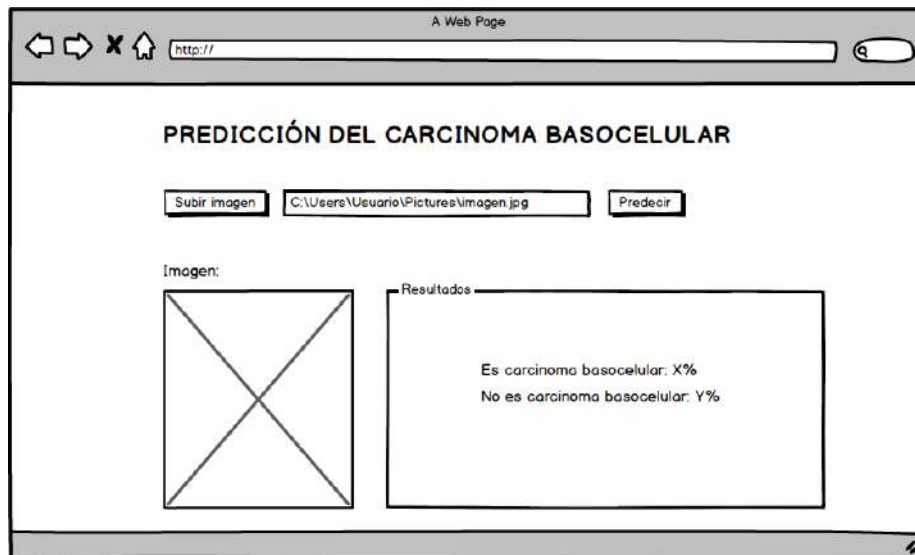 A Web Page
http://
PREDICCIÓN DEL CARCINOMA BASOCELULAR
Subir imagen C:\Users\Usuario\Pictures\imagen.jpg Predecir
Imagen:
Resultados
Es carcinoma basocelular: X%
No es carcinoma basocelular: Y%